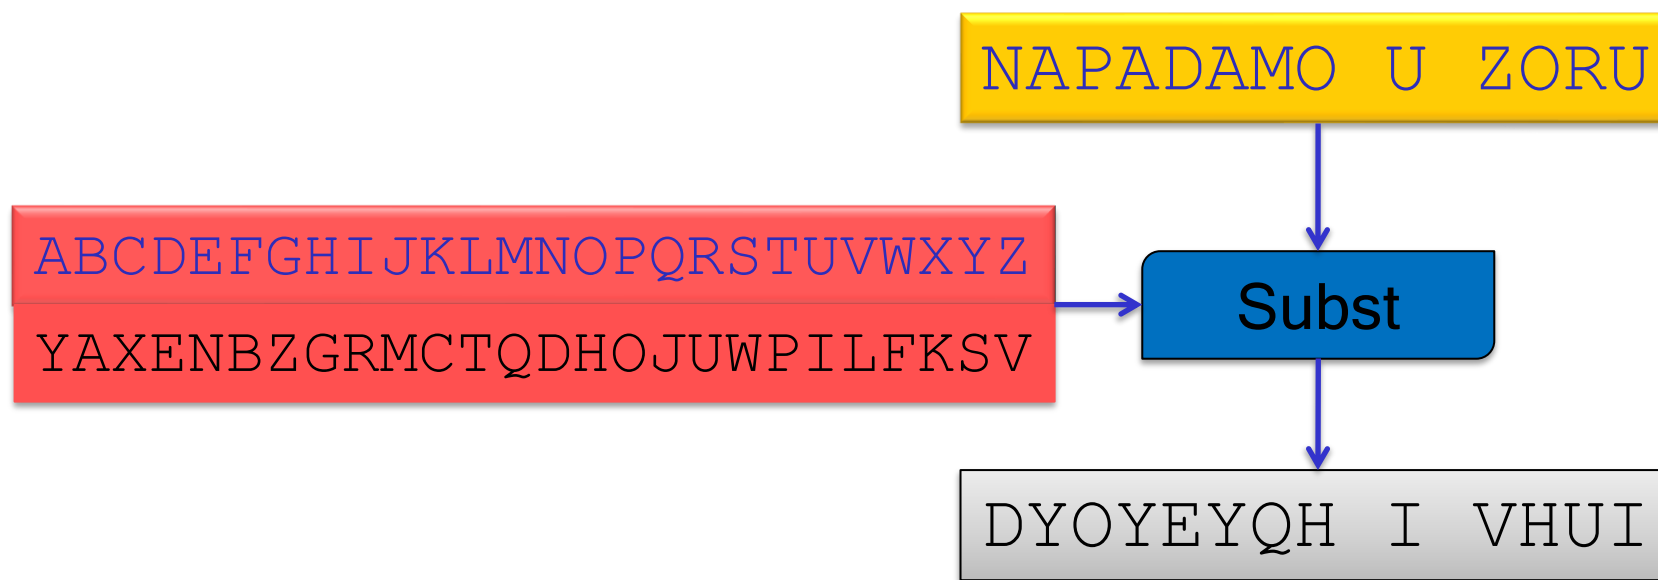 NAPADAMO U ZORU
ABCDEFGHIJKLMNOPQRSTUVWXYZ
YAXENBZGRMCTQDHOJUWPILFKSV
Subst
DYOYEYQH I VHUI